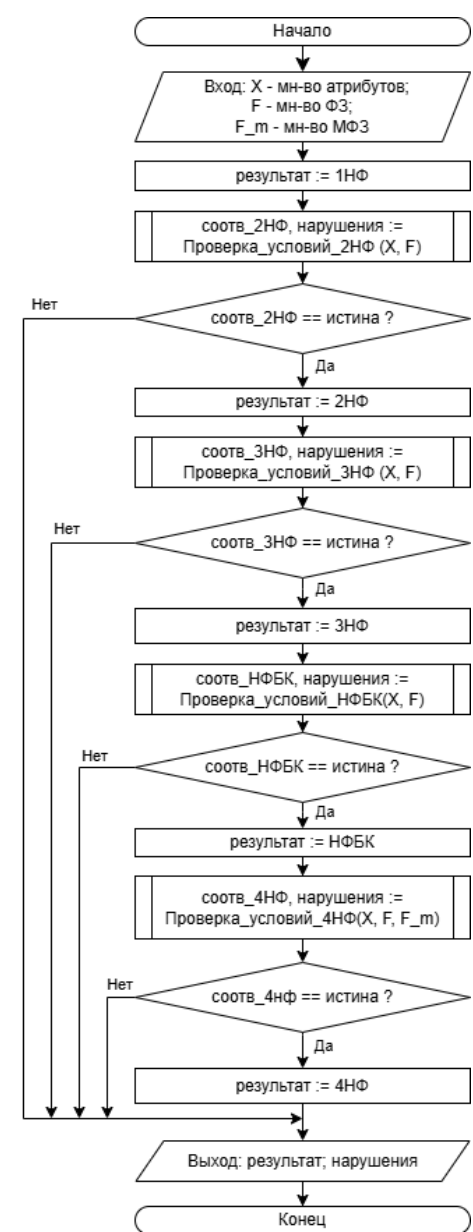 Начало
Вход: X - мн-во атрибутов;
F - мн-во ФЗ;
F_m - мн-во МФЗ
результат := 1НФ
соотв_2НФ, нарушения :=
Проверка_условий_2НФ (X, F)
Нет
соотв_2НФ == истина ?
Да
результат := 2НФ
соотв_3НФ, нарушения :=
Проверка_условий_3НФ (X, F)
Нет
соотв_3НФ == истина ?
Да
результат := 3НФ
соотв_НФБК, нарушения :=
Проверка_условий_НФБК(X, F)
Нет
соотв_НФБК == истина ?
Да
результат := НФБК
соотв_4НФ, нарушения :=
Проверка_условий_4НФ(X, F, F_m)
Нет
соотв_4нф == истина ?
Да
результат := 4НФ
Выход: результат; нарушения
Конец